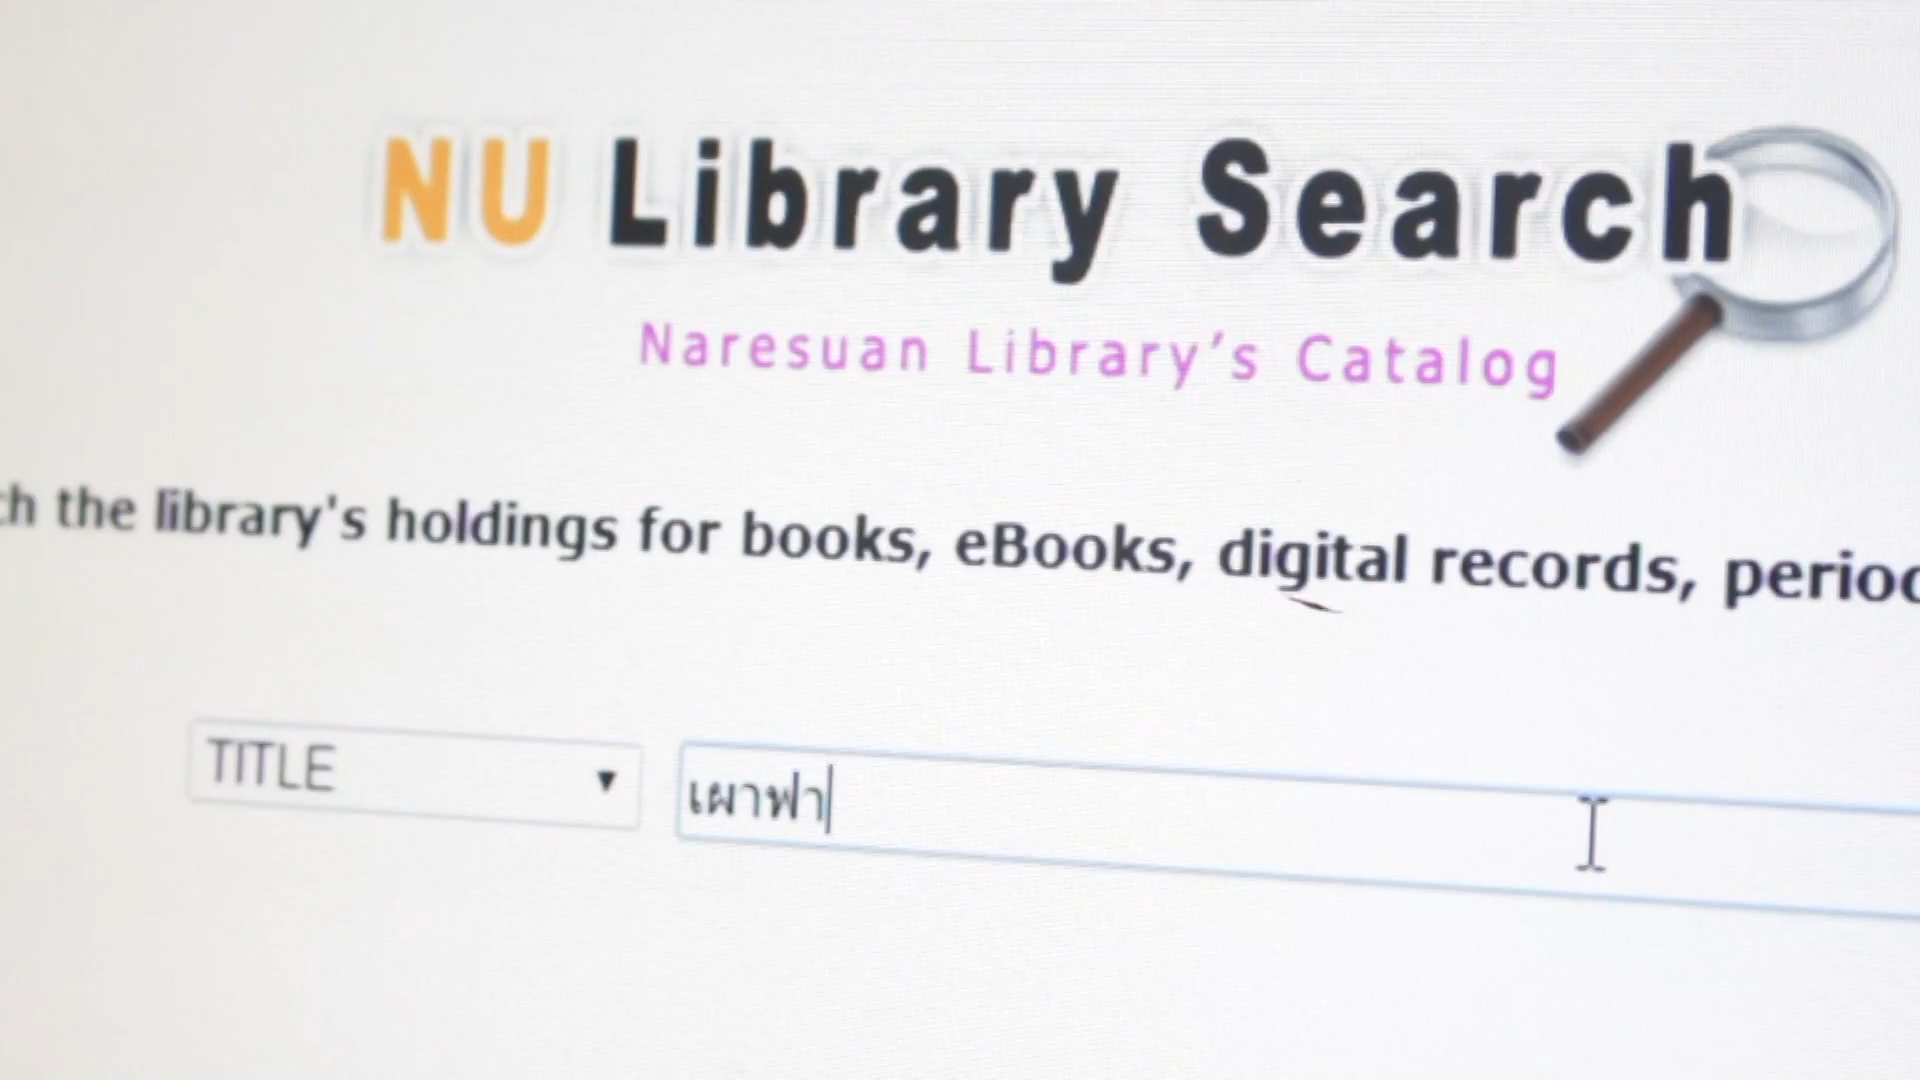 NU Library Search
Naresuan Library's Catalog
the library's holdings for books, eBooks, digital records,
TITLE
เผาฟา